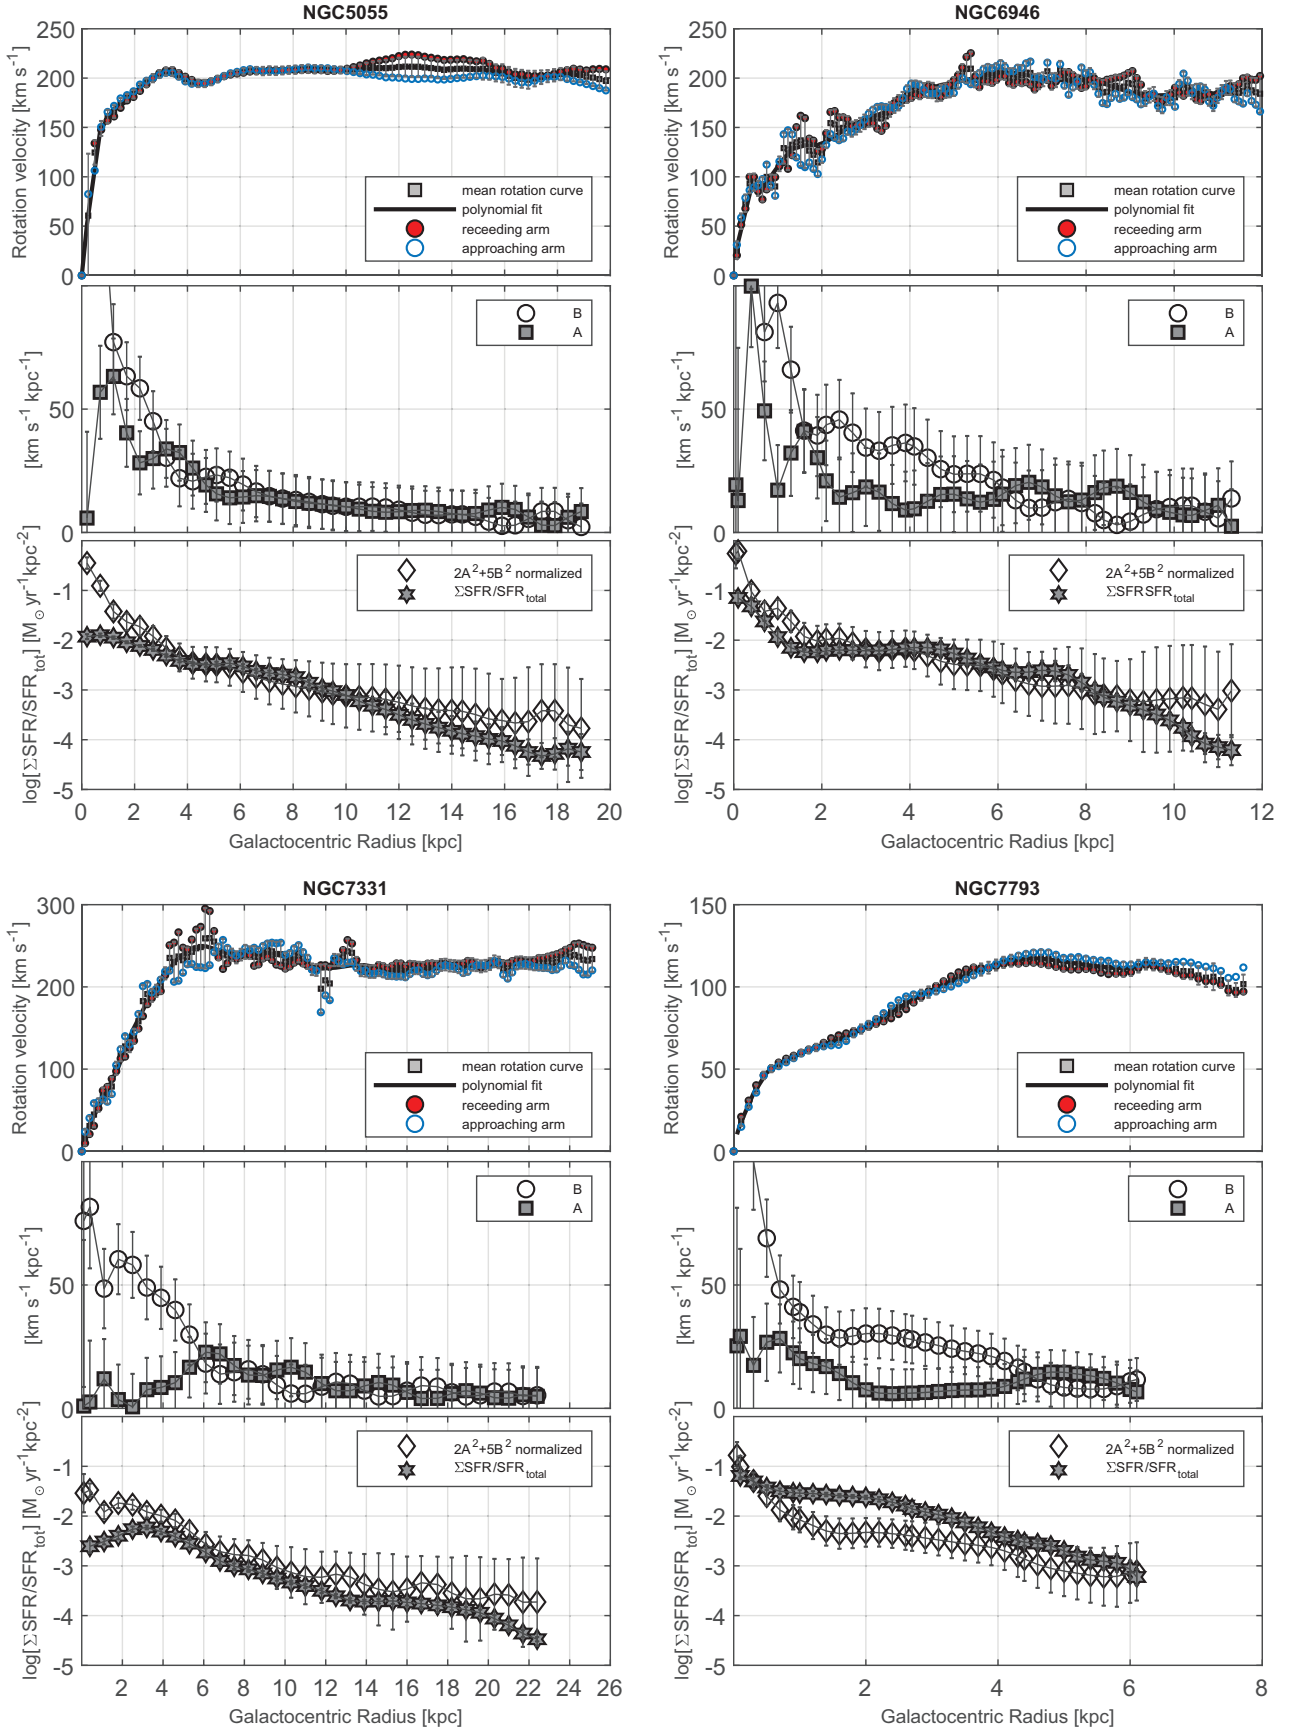 NGC5055
250
200
150
100
50
0
Rotation velocity [km s-1]
mean rotation curve
polynomial fit
receeding arm
approaching arm
50
0
[km s-1 kpc-1]
B
A
-1
-2
-3
-4
-5
log[ΣSFR/SFRtot] [M⊙ yr-1kpc-2]
2A2+5B2 normalized
ΣSFR/SFRtotal
0 2 4 6 8 10 12 14 16 18 20
Galactocentric Radius [kpc]
NGC6946
250
200
150
100
50
0
Rotation velocity [km s-1]
mean rotation curve
polynomial fit
receeding arm
approaching arm
50
0
[km s-1 kpc-1]
B
A
-1
-2
-3
-4
-5
log[ΣSFR/SFRtot] [M⊙ yr-1kpc-2]
2A2+5B2 normalized
ΣSFR SFRtotal
0 2 4 6 8 10 12
Galactocentric Radius [kpc]
NGC7331
300
200
100
0
Rotation velocity [km s-1]
mean rotation curve
polynomial fit
receeding arm
approaching arm
50
0
[km s-1 kpc-1]
B
A
-1
-2
-3
-4
-5
log[ΣSFR/SFRtot] [M⊙ yr-1kpc-2]
2A2+5B2 normalized
ΣSFR/SFRtotal
2 4 6 8 10 12 14 16 18 20 22 24 26
Galactocentric Radius [kpc]
NGC7793
150
100
50
0
Rotation velocity [km s-1]
mean rotation curve
polynomial fit
receeding arm
approaching arm
50
0
[km s-1 kpc-1]
B
A
-1
-2
-3
-4
-5
log[ΣSFR/SFRtot] [M⊙ yr-1kpc-2]
2A2+5B2 normalized
ΣSFR/SFRtotal
2 4 6 8
Galactocentric Radius [kpc]